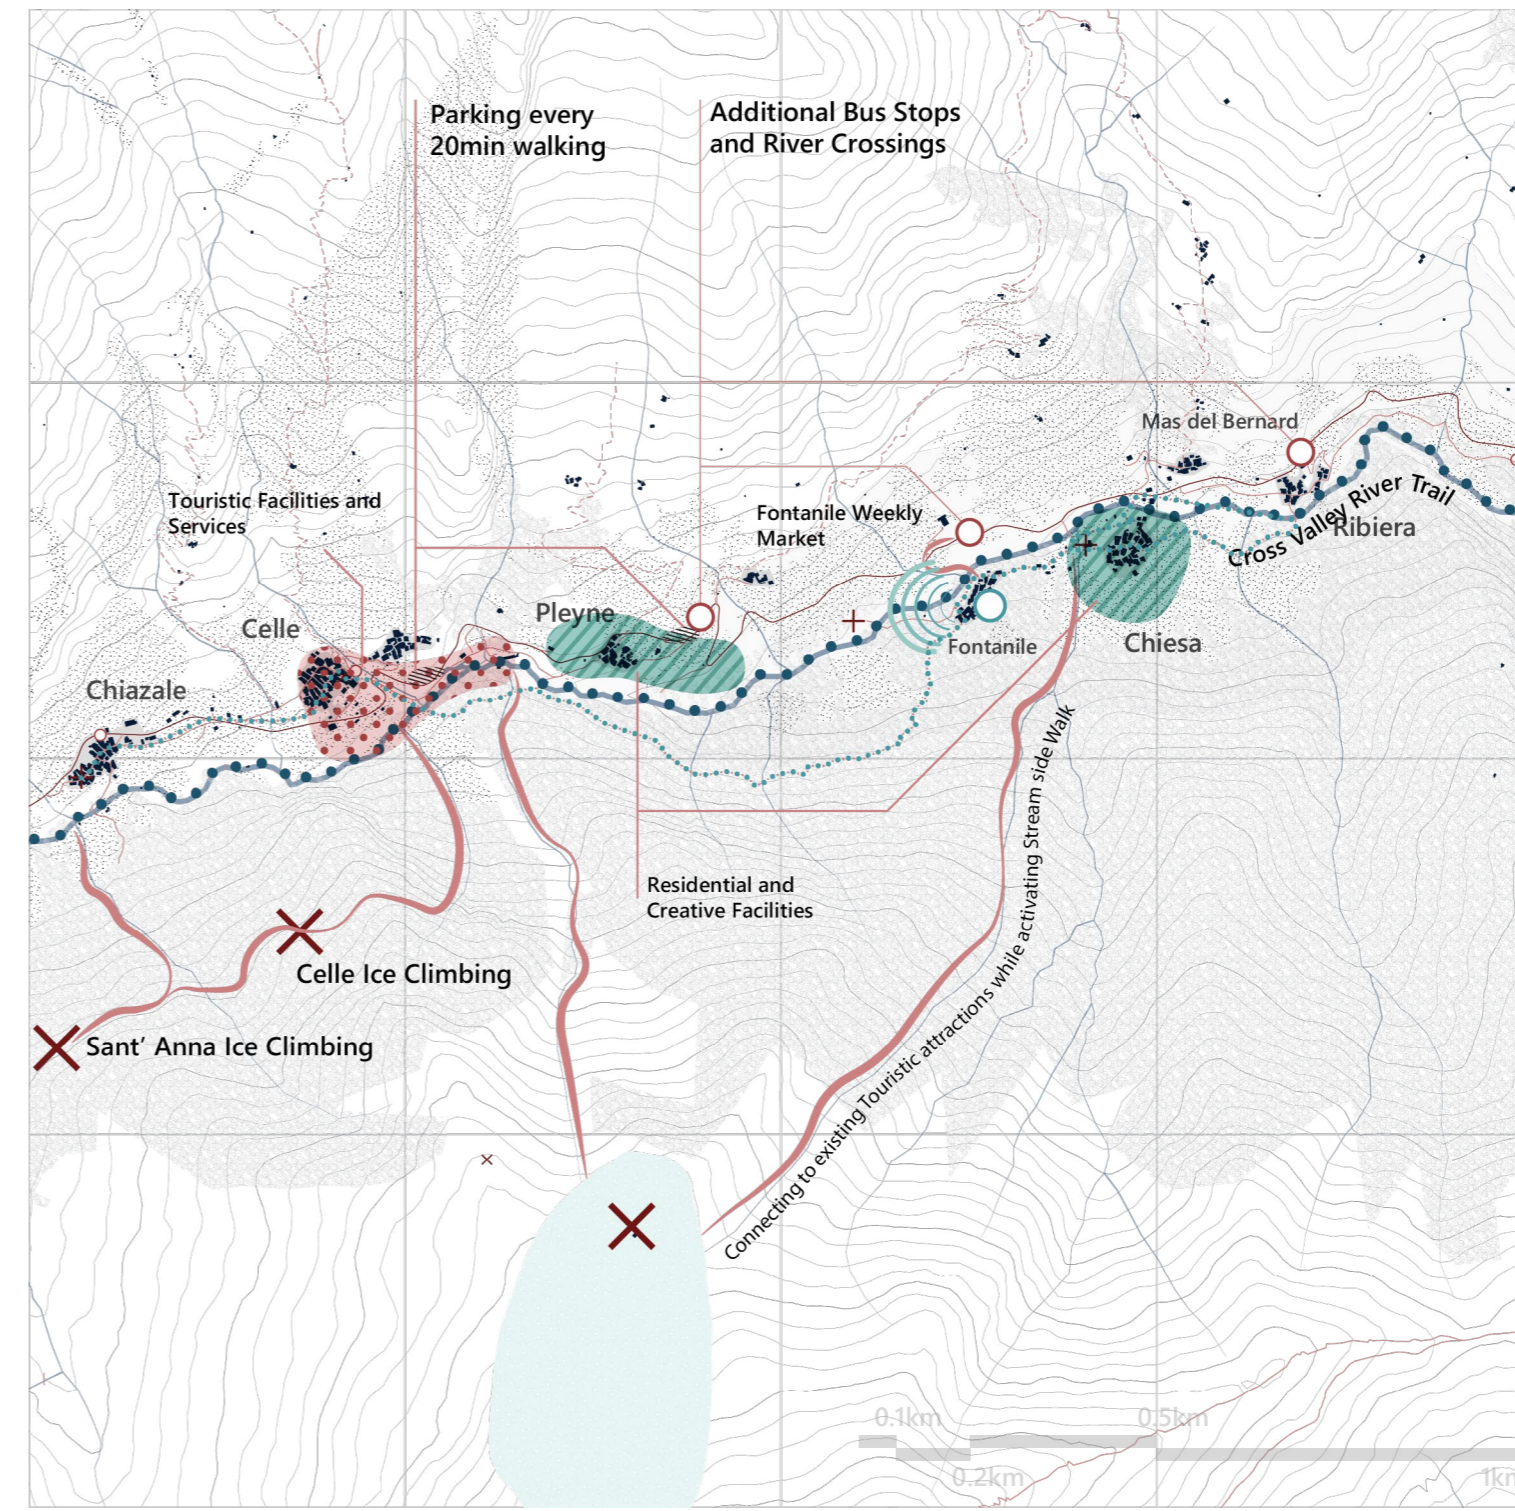 Parking every
20min walking
Additional Bus Stops
and River Crossings
Mas del Bernard
Touristic Facilities and
Services
Fontanile Weekly
Market
Cross Valley River Trail
Ribiera
Pleyne
Celle
Fontanile
Chiesa
Chiazale
Residential and
Creative Facilities
Celle Ice Climbing
Sant' Anna Ice Climbing
Connecting to existing Touristic attractions while activating Stream side Walk
0.1km
0.5km
0.2km